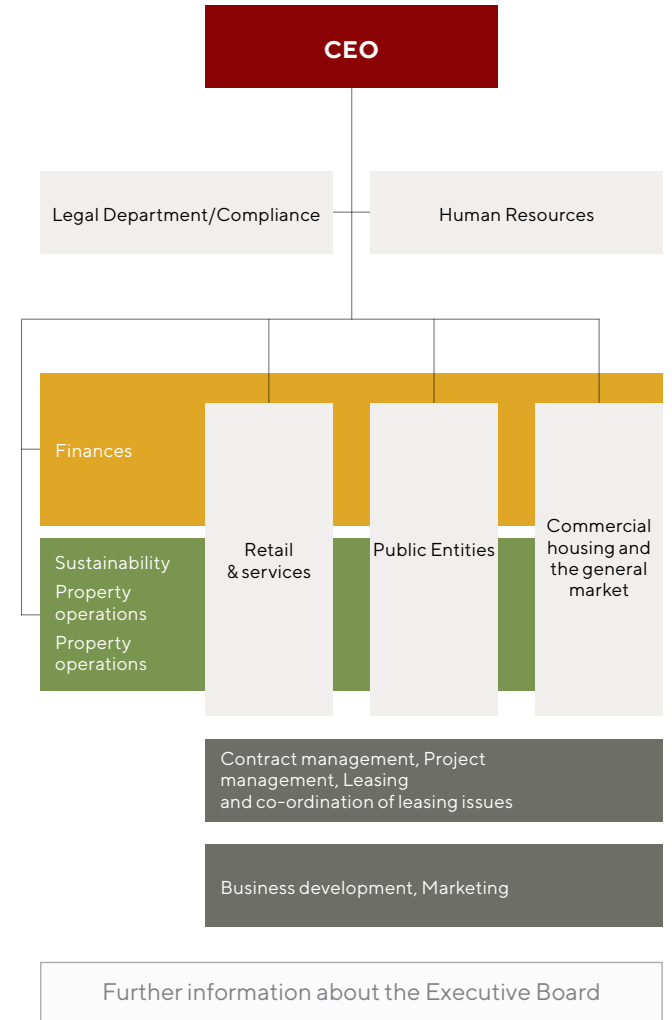 CEO
Legal Department/Compliance
Human Resources
Finances
Sustainability
Property
operations
Property
operations
Retail
& services
Public Entities
Commercial
housing and
the general
market
Contract management, Project
management, Leasing
and co-ordination of leasing issues
Business development, Marketing
Further information about the Executive Board